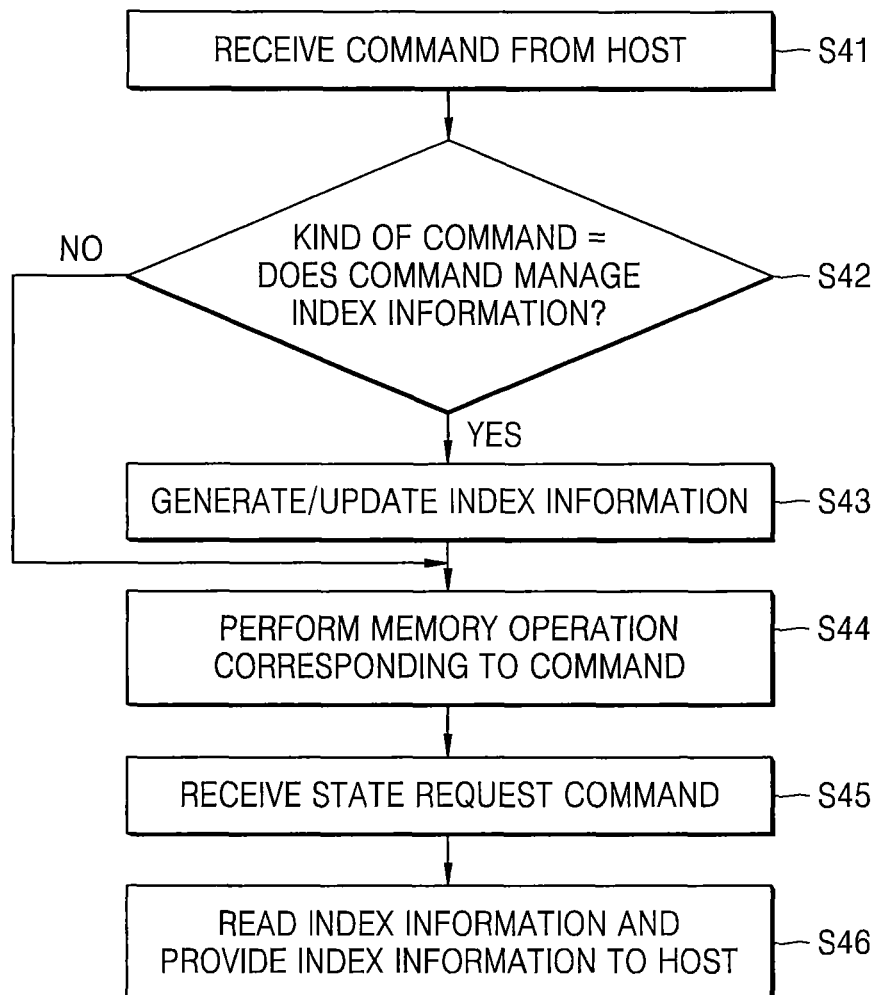 RECEIVE COMMAND FROM HOST
S41
KIND OF COMMAND =
DOES COMMAND MANAGE
INDEX INFORMATION?
S42
NO
YES
GENERATE/UPDATE INDEX INFORMATION
S43
PERFORM MEMORY OPERATION
CORRESPONDING TO COMMAND
S44
RECEIVE STATE REQUEST COMMAND
S45
READ INDEX INFORMATION AND
PROVIDE INDEX INFORMATION TO HOST
S46